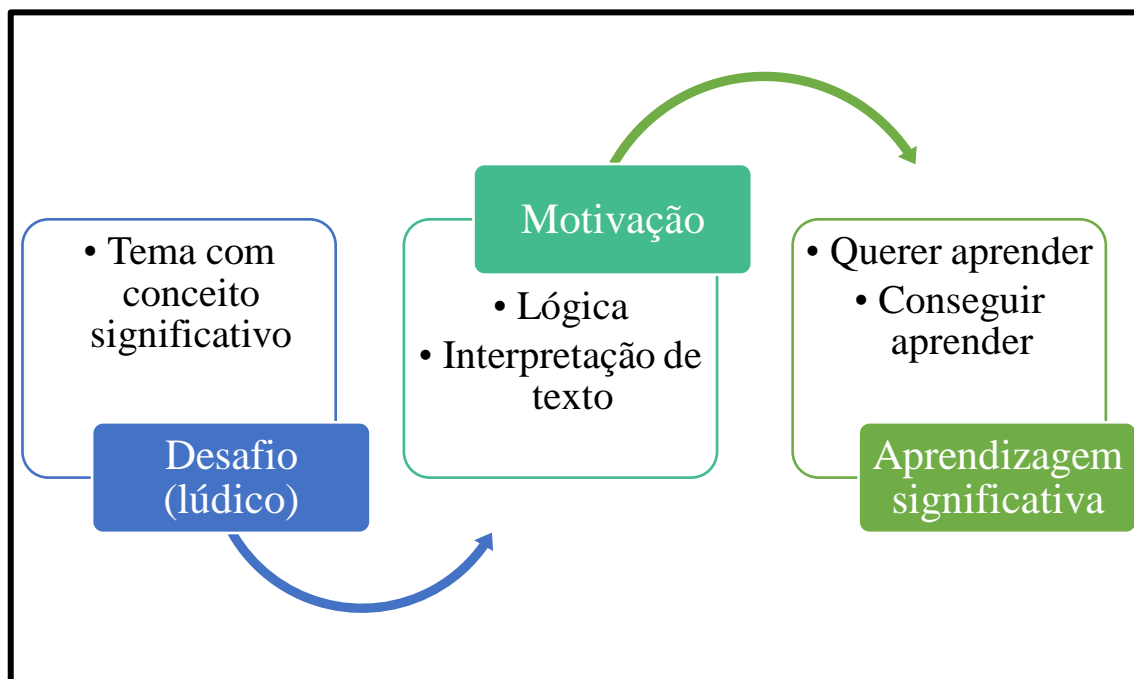 • Tema com
conceito
significativo
Desafio
(lúdico)
Motivação
• Lógica
• Interpretação de
texto
• Querer aprender
• Conseguir
aprender
Aprendizagem
significativa